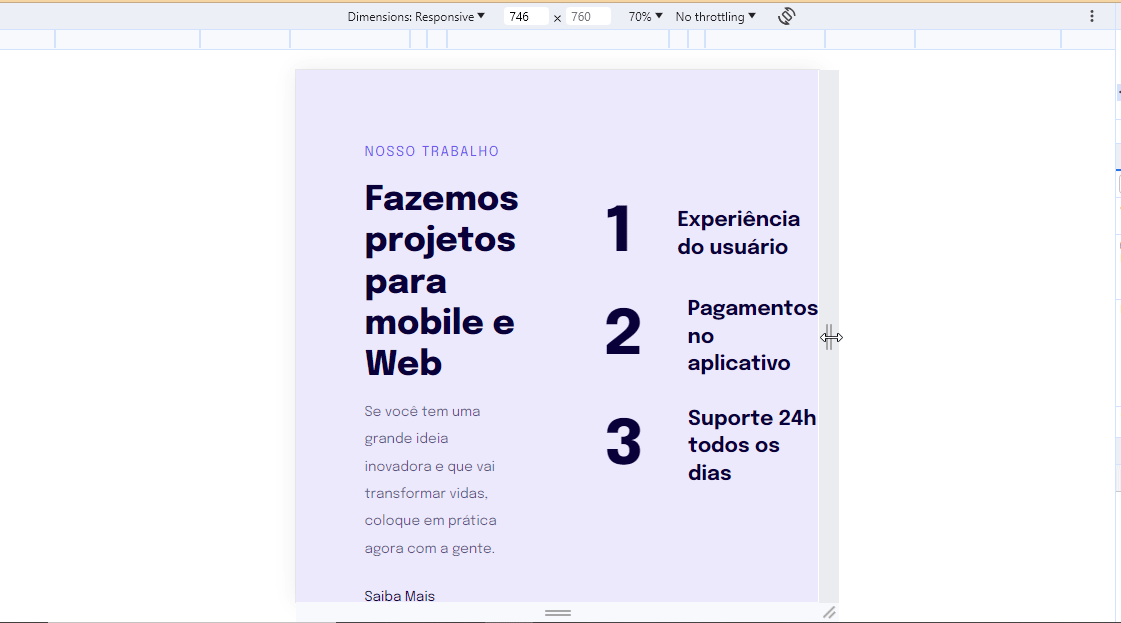 Dimensions: Responsive 746 × 760 70% No throttling
NOSSO TRABALHO
Fazemos
projetos
para
mobile e
Web
Se você tem uma
grande ideia
inovadora e que vai
transformar vidas,
coloque em prática
agora com a gente.
Saiba Mais
1
Experiência
do usuário
2
Pagamentos
no
aplicativo
3
Suporte 24h
todos os
dias